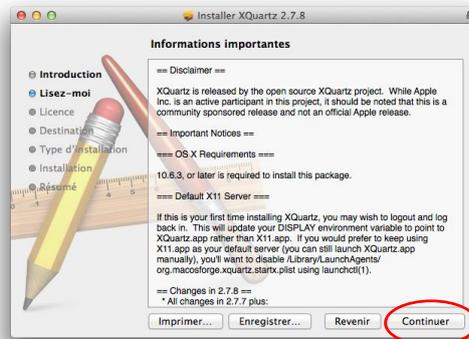 Installer XQuartz 2.7.8
Informations importantes
Introduction
Lisez-moi
Licence
Destination
Type d'installation
Installation
Résumé
== Disclaimer ==
XQuartz is released by the open source XQuartz project. While Apple
Inc. is an active participant in this project, it should be noted that this is a
community sponsored release and not an official Apple release.
== Important Notices ==
=== OS X Requirements ===
10.6.3, or later is required to install this package.
=== Default X11 Server ===
If this is your first time installing XQuartz, you may wish to logout and log
back in. This will update your DISPLAY environment variable to point to
XQuartz.app rather than X11.app. If you would prefer to keep using
X11.app as your default server (you can still launch XQuartz.app
manually), you'll want to disable /Library/LaunchAgents/
org.macosforge.xquartz.startx.plist using launchctl(1).
== Changes in 2.7.8 ==
* All changes in 2.7.7 plus:
Imprimer... Enregistrer... Revenir Continuer